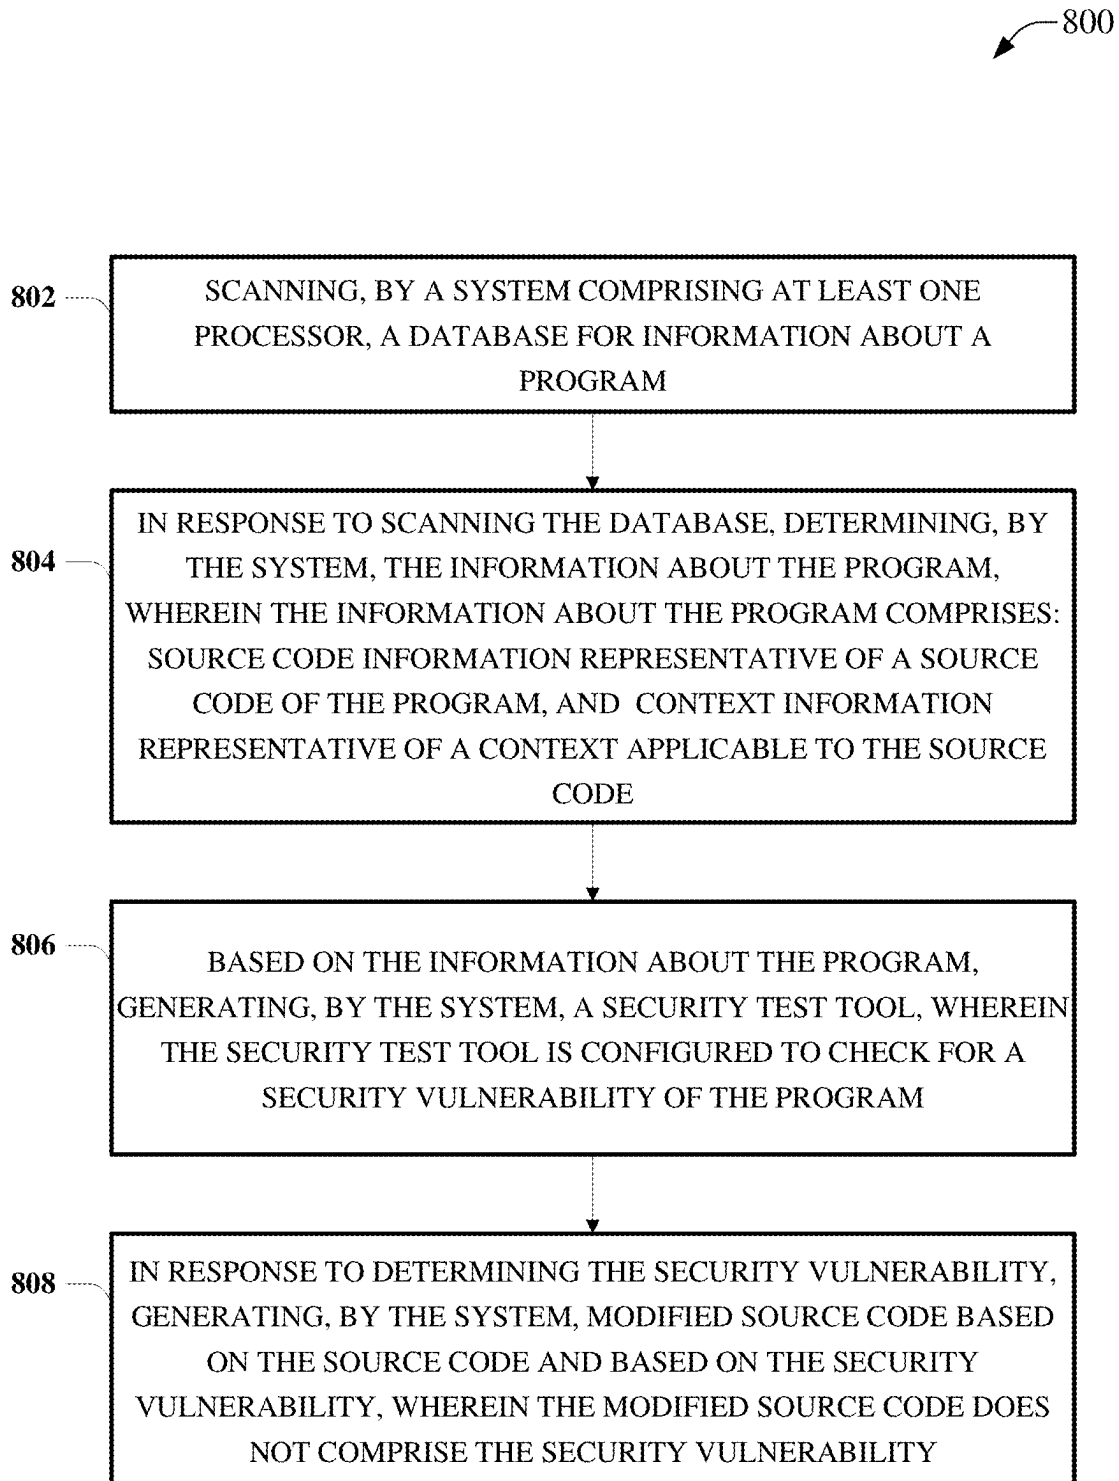 800
802
SCANNING, BY A SYSTEM COMPRISING AT LEAST ONE
PROCESSOR, A DATABASE FOR INFORMATION ABOUT A
PROGRAM
804
IN RESPONSE TO SCANNING THE DATABASE, DETERMINING, BY
THE SYSTEM, THE INFORMATION ABOUT THE PROGRAM,
WHEREIN THE INFORMATION ABOUT THE PROGRAM COMPRISES:
SOURCE CODE INFORMATION REPRESENTATIVE OF A SOURCE
CODE OF THE PROGRAM, AND CONTEXT INFORMATION
REPRESENTATIVE OF A CONTEXT APPLICABLE TO THE SOURCE
CODE
806
BASED ON THE INFORMATION ABOUT THE PROGRAM,
GENERATING, BY THE SYSTEM, A SECURITY TEST TOOL, WHEREIN
THE SECURITY TEST TOOL IS CONFIGURED TO CHECK FOR A
SECURITY VULNERABILITY OF THE PROGRAM
808
IN RESPONSE TO DETERMINING THE SECURITY VULNERABILITY,
GENERATING, BY THE SYSTEM, MODIFIED SOURCE CODE BASED
ON THE SOURCE CODE AND BASED ON THE SECURITY
VULNERABILITY, WHEREIN THE MODIFIED SOURCE CODE DOES
NOT COMPRISE THE SECURITY VULNERABILITY